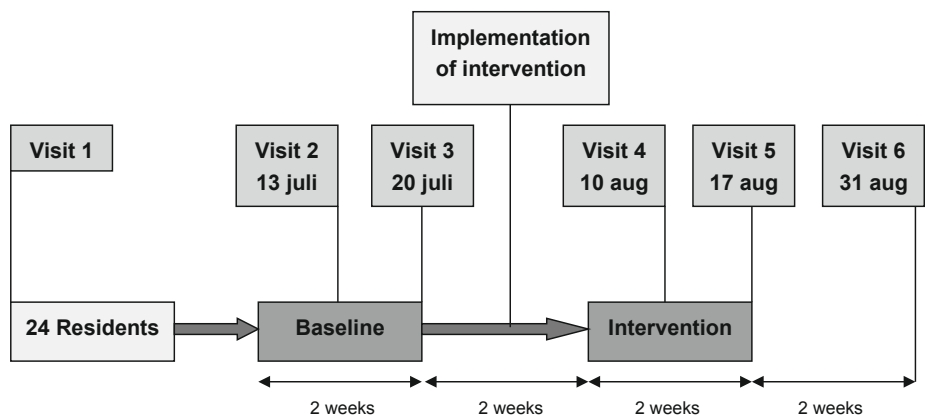 Implementation
of intervention
Visit 1
Visit 2
13 juli
Visit 3
20 juli
Visit 4
10 aug
Visit 5
17 aug
Visit 6
31 aug
24 Residents
Baseline
Intervention
2 weeks
2 weeks
2 weeks
2 weeks